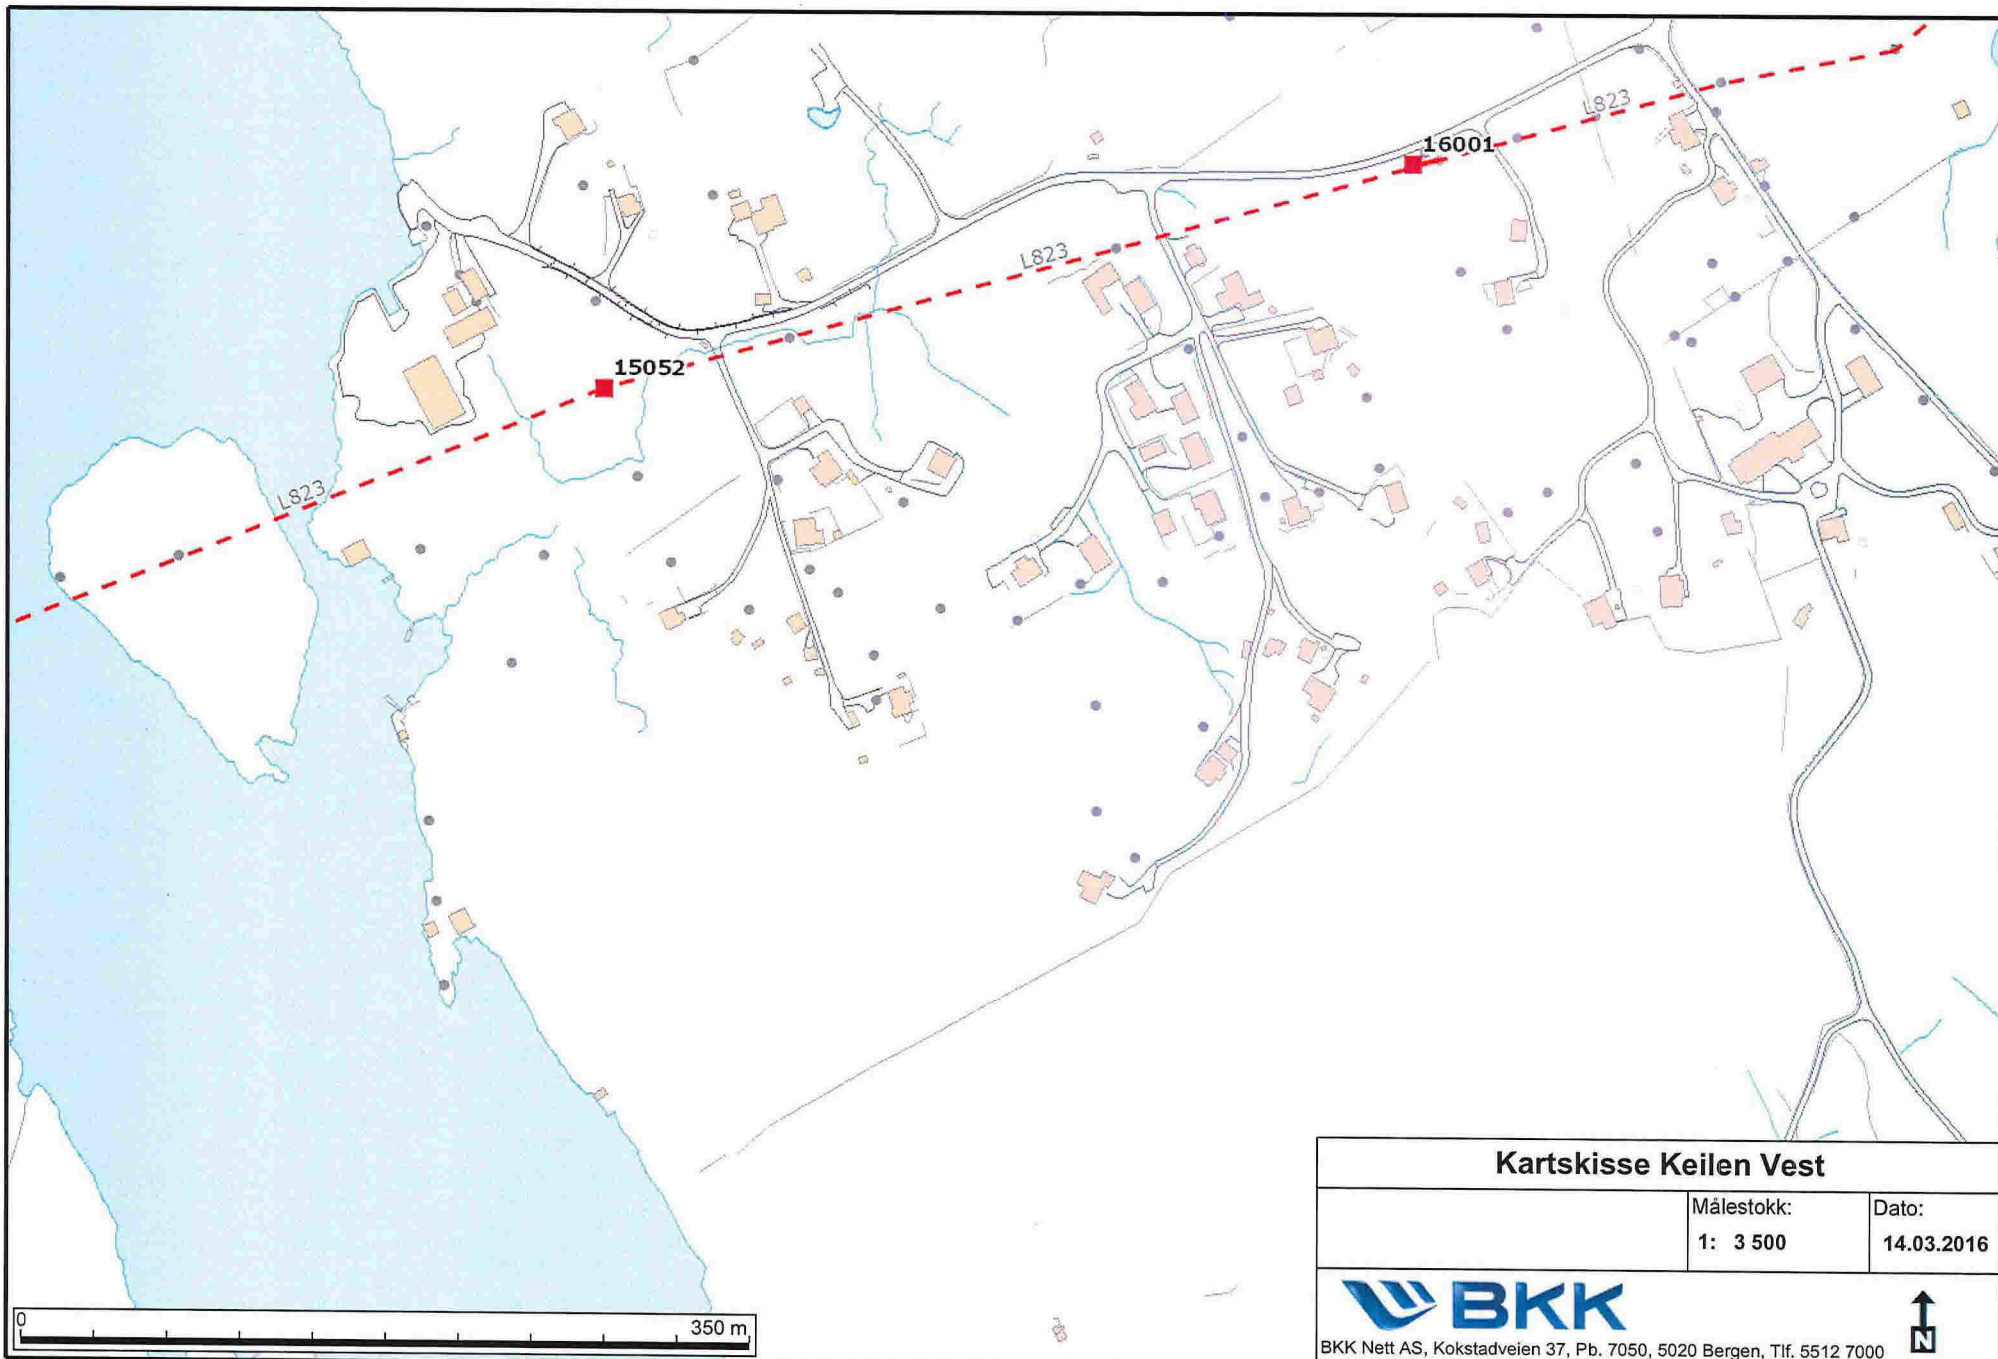 L823
16001
L823
15052
L823
Kartskisse Keilen Vest
Målestokk:
1: 3 500
Dato:
14.03.2016
BKK
BKK Nett AS, Kokstadveien 37, Pb. 7050, 5020 Bergen, Tlf. 5512 7000
N
0
350 m